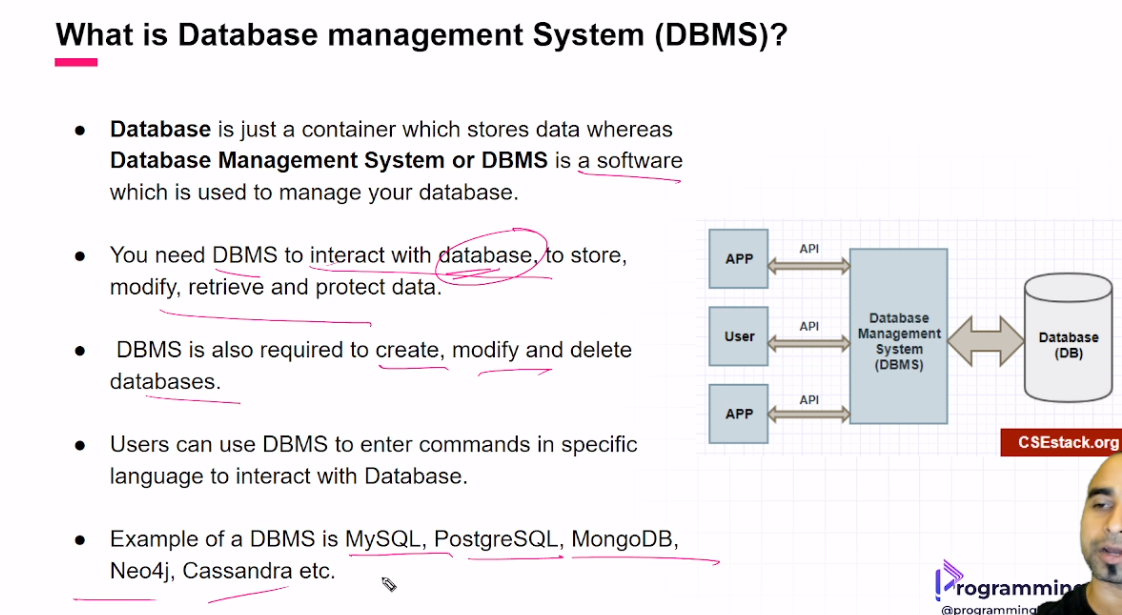 What is Database management System (DBMS)?
● Database is just a container which stores data whereas
Database Management System or DBMS is a software
which is used to manage your database.
● You need DBMS to interact with database, to store,
modify, retrieve and protect data.
● DBMS is also required to create, modify and delete
databases.
● Users can use DBMS to enter commands in specific
language to interact with Database.
● Example of a DBMS is MySQL, PostgreSQL, MongoDB,
Neo4j, Cassandra etc.
APP
API
User
API
APP
API
Database
Management
System
(DBMS)
Database
(DB)
CSEstack.org
Programming
@programming